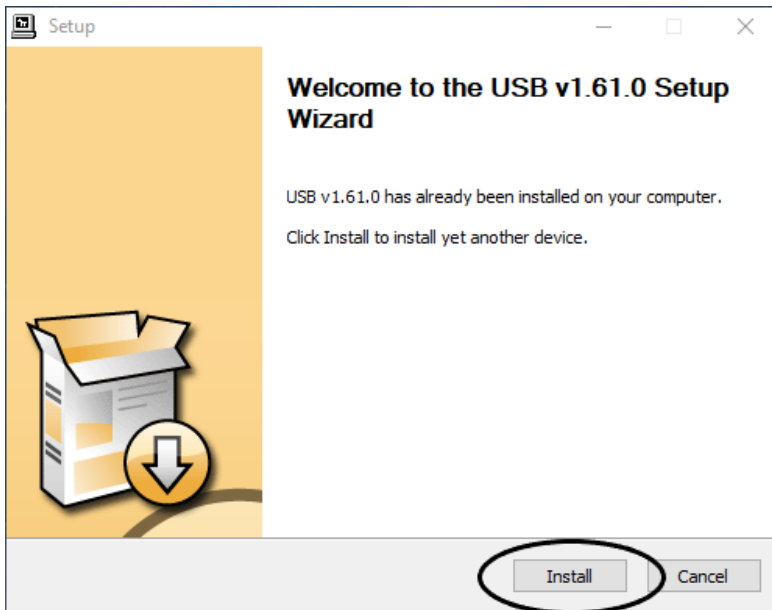 Setup
Welcome to the USB v1.61.0 Setup
Wizard
USB v1.61.0 has already been installed on your computer.
Click Install to install yet another device.
Install
Cancel